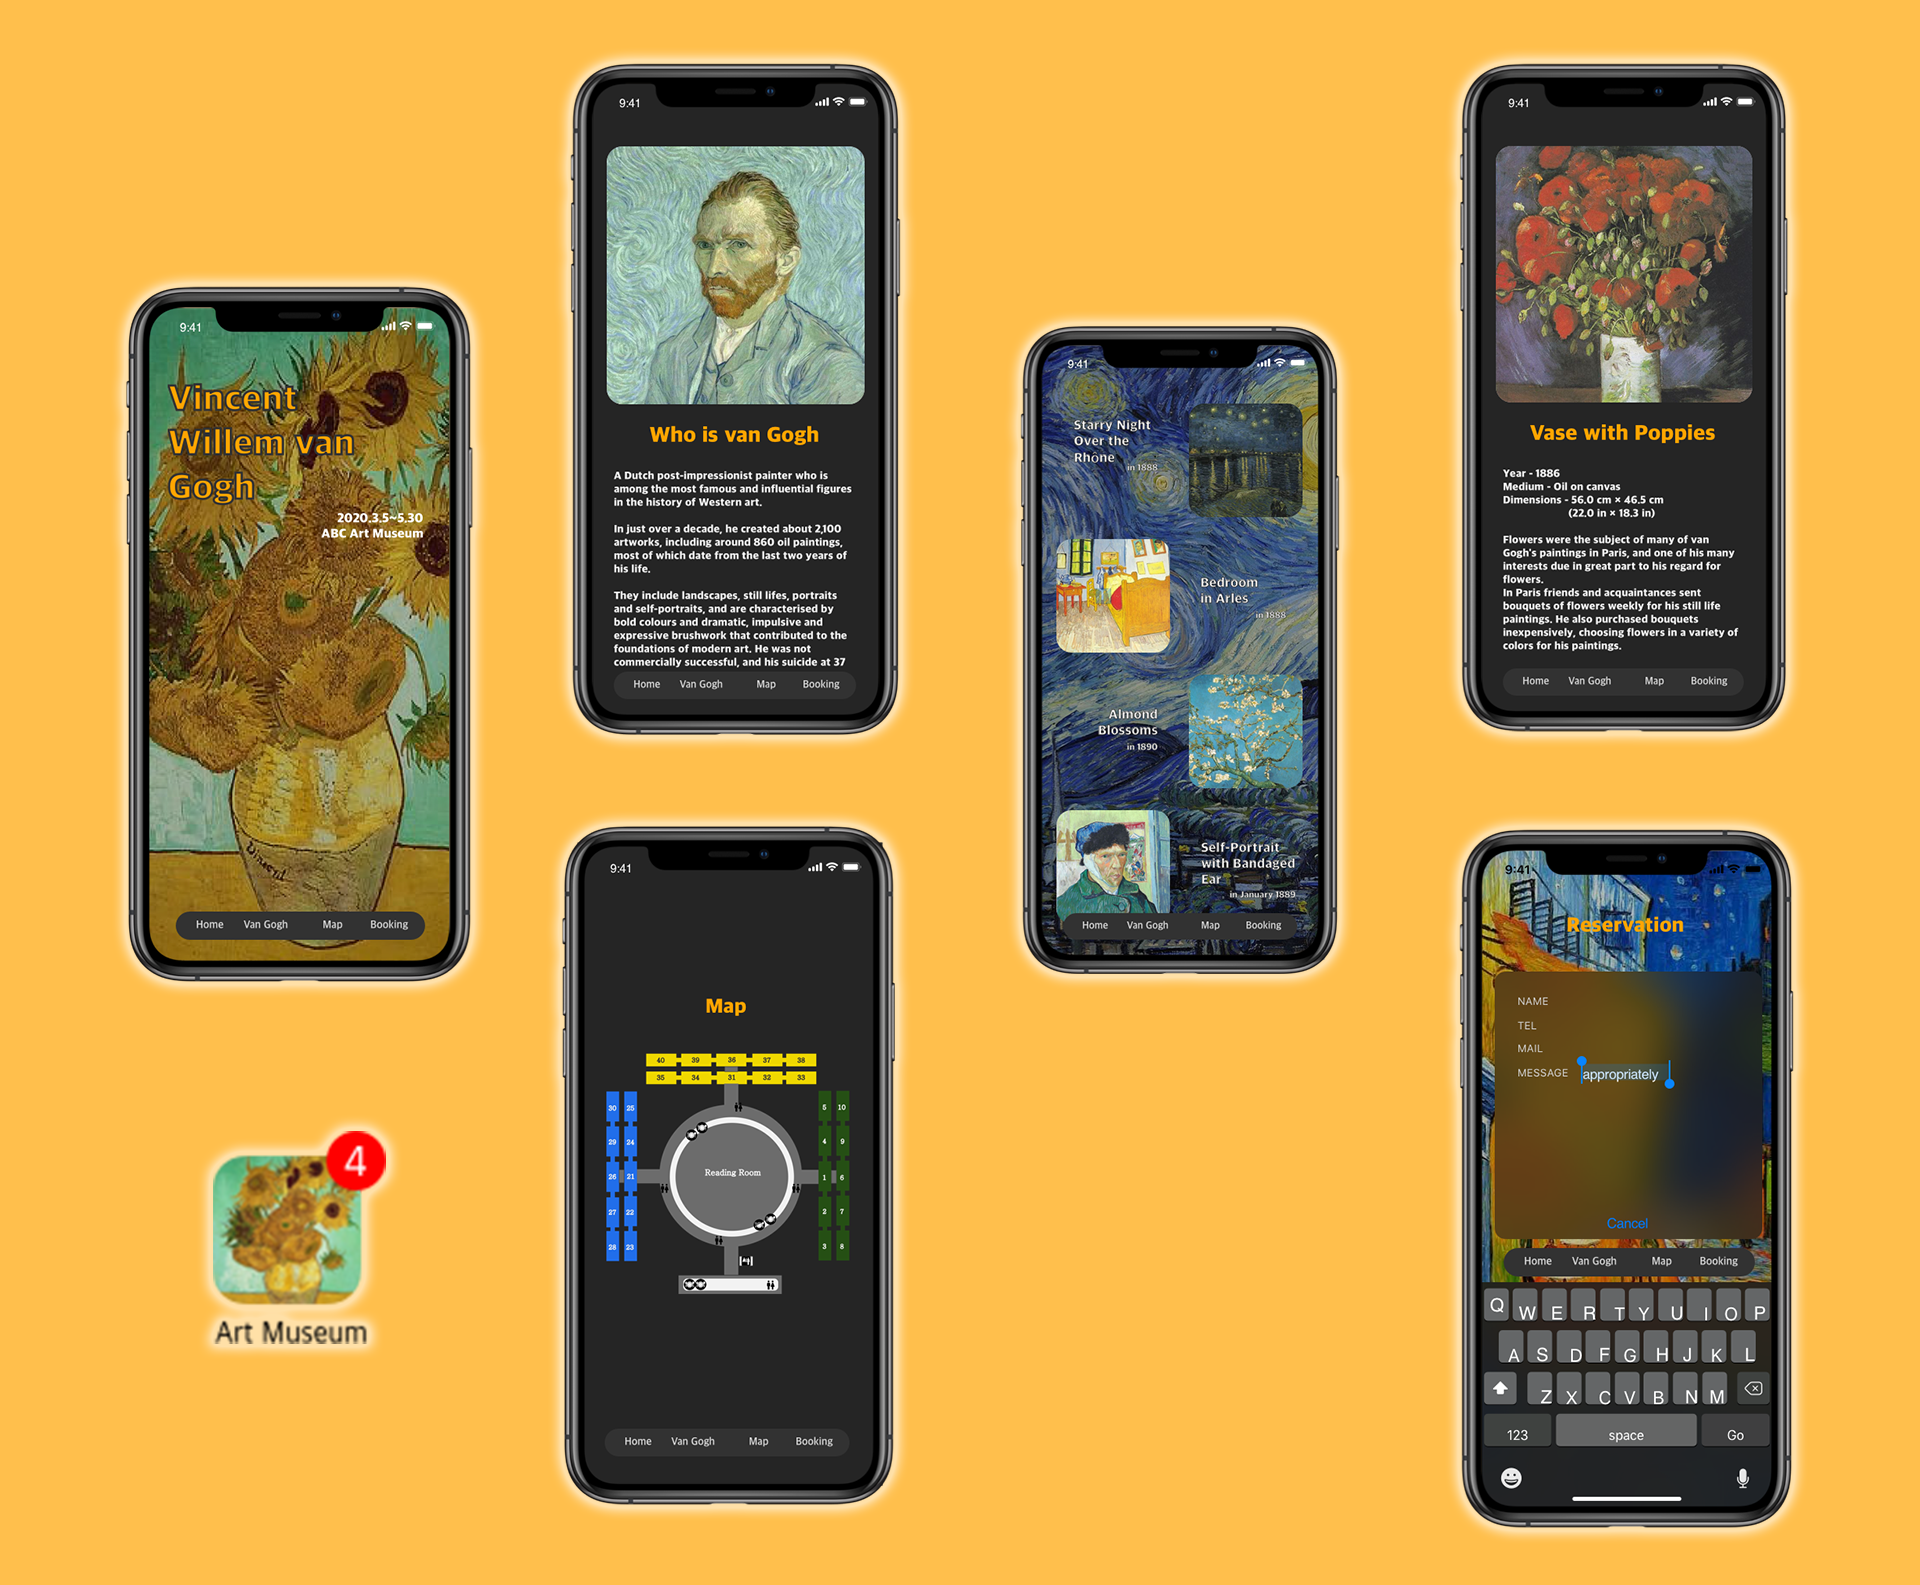 9:41
Vincent
Willem van
Gogh
2020.3.5~5.30
ABC Art Museum
Vincent
Home Van Gogh Map Booking
4
Art Museum
9:41
Who is van Gogh
A Dutch post-impressionist painter who is
among the most famous and influential figures
in the history of Western art.
In just over a decade, he created about 2,100
artworks, including around 860 oil paintings,
most of which date from the last two years of
his life.
They include landscapes, still lifes, portraits
and self-portraits, and are characterised by
bold colours and dramatic, impulsive and
expressive brushwork that contributed to the
foundations of modern art. He was not
commercially successful, and his suicide at 37
Home Van Gogh Map Booking
9:41
Map
40 39 36 37 38
35 34 31 32 33
30 25 5 10
29 24 4 9
26 21 Reading Room 1 6
27 22 2 7
28 23 3 8
Home Van Gogh Map Booking
9:41
Starry Night
Over the
Rhône
in 1888
Bedroom
in Arles
in 1888
Almond
Blossoms
in 1890
Self-Portrait
with Bandaged
Ear
in January 1889
Home Van Gogh Map Booking
9:41
Vase with Poppies
Year - 1886
Medium - Oil on canvas
Dimensions - 56.0 cm × 46.5 cm
(22.0 in × 18.3 in)
Flowers were the subject of many of van
Gogh's paintings in Paris, and one of his many
interests due in great part to his regard for
flowers.
In Paris friends and acquaintances sent
bouquets of flowers weekly for his still life
paintings. He also purchased bouquets
inexpensively, choosing flowers in a variety of
colors for his paintings.
Home Van Gogh Map Booking
9:41
Reservation
NAME
TEL
MAIL
MESSAGE appropriately
Cancel
Home Van Gogh Map Booking
Q W E R T Y U I O P
A S D F G H J K L
Z X C V B N M
123 space Go